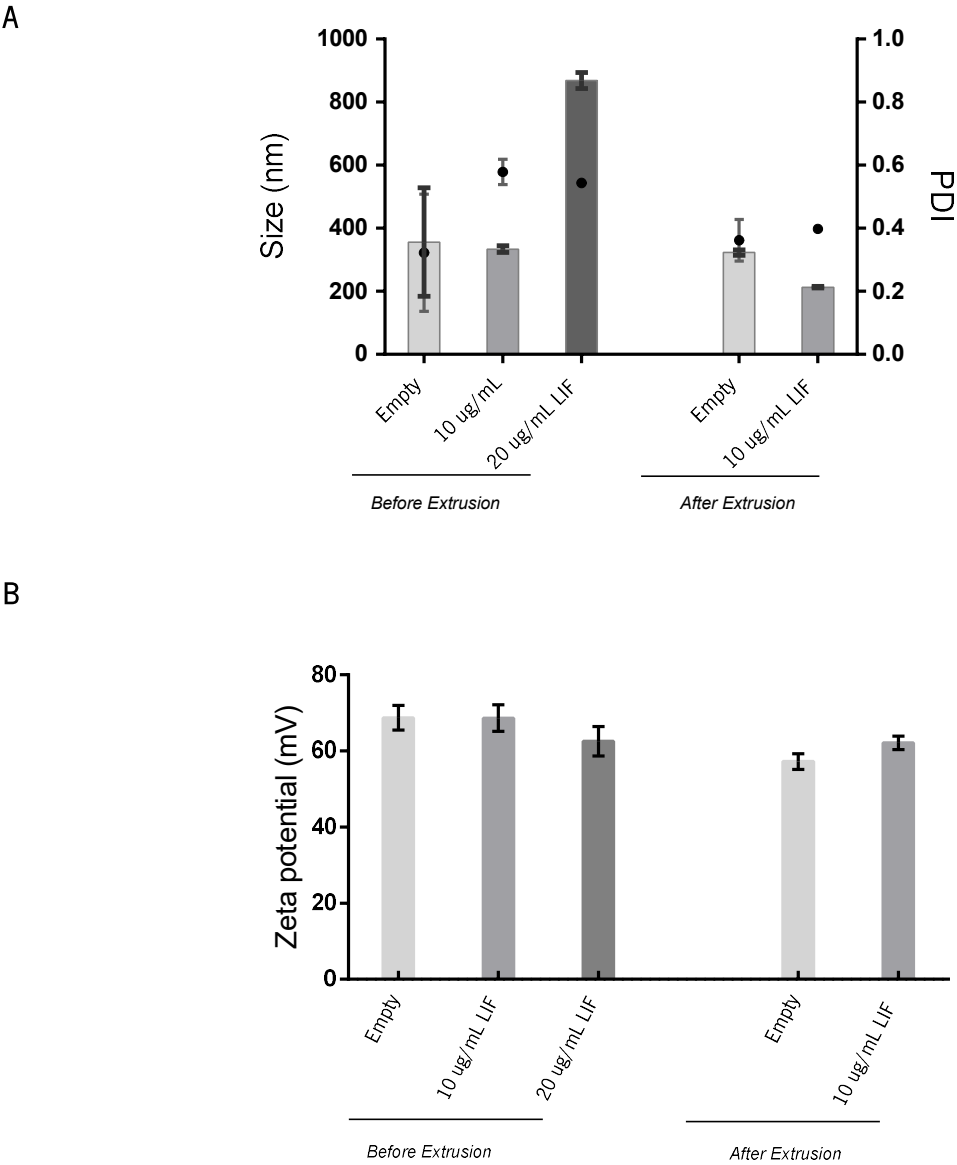 A
1000
800
600
400
200
0
Size (nm)
1.0
0.8
0.6
0.4
0.2
0.0
PDI
Empty
10 ug/mL
20 ug/mL LIF
Empty
10 ug/mL LIF
Before Extrusion
After Extrusion
B
80
60
40
20
0
Zeta potential (mV)
Empty
10 ug/mL LIF
20 ug/mL LIF
Empty
10 ug/mL LIF
Before Extrusion
After Extrusion